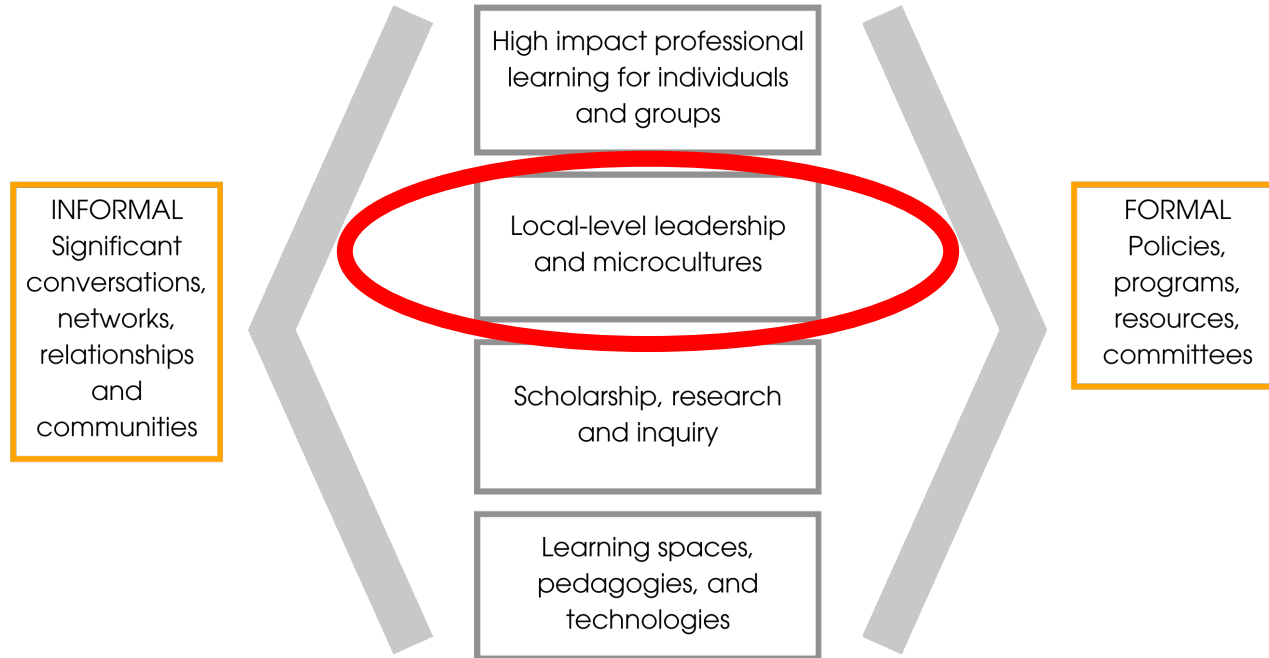 High impact professional
learning for individuals
and groups
INFORMAL
Significant
conversations,
networks,
relationships
and
communities
Local-level leadership
and microcultures
FORMAL
Policies,
programs,
resources,
committees
Scholarship, research
and inquiry
Learning spaces,
pedagogies, and
technologies